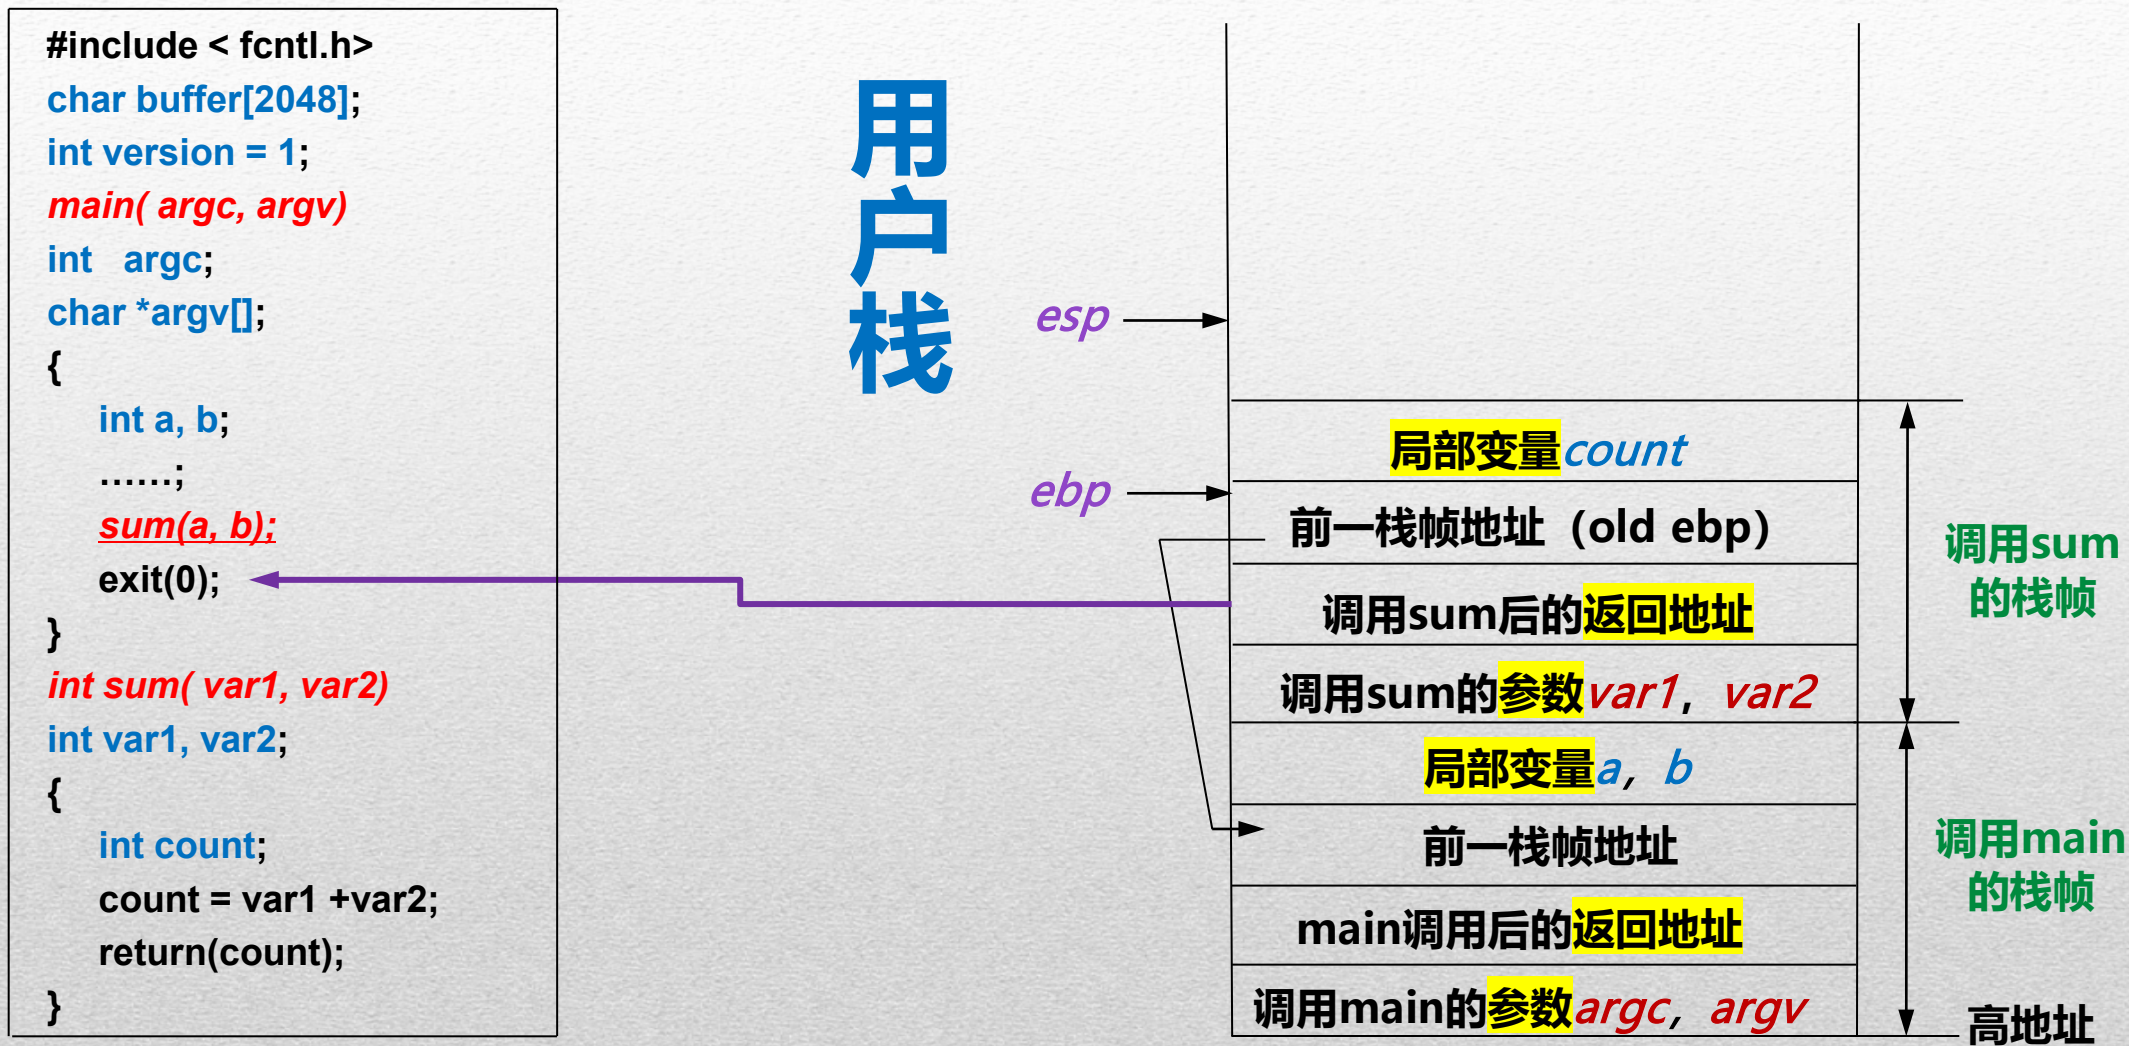 #include < fcntl.h>
char buffer[2048];
int version = 1;
main( argc, argv)
int argc;
char *argv[];
{
int a, b;
……;
sum(a, b);
exit(0);
}
int sum( var1, var2)
int var1, var2;
{
int count;
count = var1 +var2;
return(count);
}
用户栈
esp
ebp
局部变量count
前一栈帧地址（old ebp）
调用sum后的返回地址
调用sum的参数var1，var2
局部变量a，b
前一栈帧地址
main调用后的返回地址
调用main的参数argc，argv
调用sum
的栈帧
调用main
的栈帧
高地址